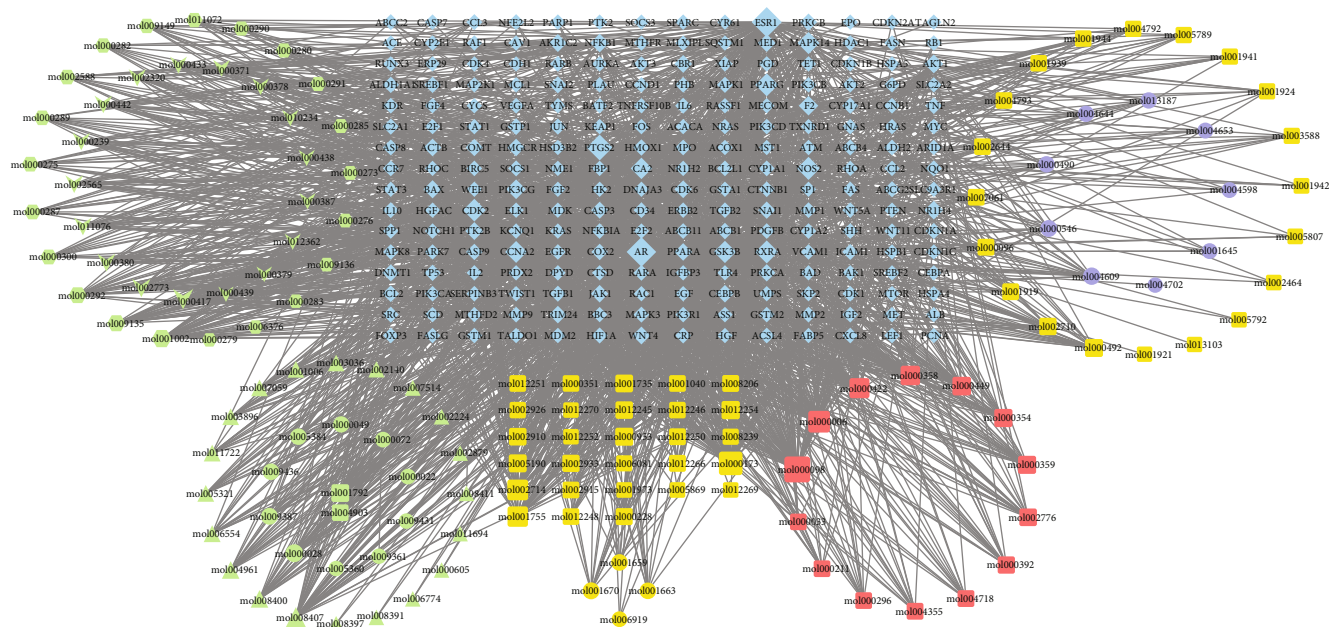 ABCC2 CASP7 CCL3 NFE2L2 PARP1 PTK2 SOCS3 SPARC CYR61 ESR1 PRKCB EPO CDKN2A TAGLN2
ACE CYP2E1 RAF1 CAV1 AKR1C2 NFKB1 MTHFR MLXIPL SQSTM1 MED1 MAPK14 HDAC1 FASN RB1
RUNX3 ERP29 CDK4 CDH1 RARB AURKA AKT3 CBR1 XIAP PGD TET1 CDKN1B HSPA5 AKT1
ALDH1A1 SREBF1 MAP2K1 MCL1 SNAI2 PLAU CCND1 PHB MAPK1 PPARG PIK3CB AKT2 G6PD SLC2A2
KDR FGF4 CYCS VEGFA TYMS BATF2 TNFRSF10B IL6 RASSF1 MECOM F2 CYP17A1 CCNB1 TNF
SLC2A1 E2F1 STAT1 GSTP1 JUN KEAP1 FOS ACACA NRAS PIK3CD TXNRD1 GNAS HRAS MYC
CASP8 ACTB COMT HMGCR HSD3B2 PTGS2 HMOX1 MPO ACOX1 MST1 ATM ABCB4 ALDH2 ARID1A
CCR7 RHOC BIRC5 SOCS1 NME1 FBP1 CA2 NR1H2 BCL2L1 CYP1A1 NOS2 RHOA CCL2 NQO1
STAT3 BAX WEE1 PIK3CG FGF2 HK2 DNAJA3 CDK6 GSTA1 CTNNB1 SP1 FAS ABCG2 SLC9A3R1
IL10 HGFAC CDK2 ELK1 MDK CASP3 CD34 ERBB2 TGFB2 SNAI1 MMP1 WNT5A PTEN NR1H4
SPP1 NOTCH1 PTK2B KCNQ1 KRAS NFKBIA E2F2 ABCB11 ABCB1 PDGFB CYP1A2 SHH WNT11 CDKN1A
MAPK8 PARK7 CASP9 CCNA2 EGFR COX2 AR PPARA GSK3B RXRA VCAM1 ICAM1 HSPB1 CDKN1C
DNMT1 TP53 IL2 PRDX2 DPYD CTSD RARA IGFBP3 TLR4 PRKCA BAD BAK1 SREBF2 CEBPA
BCL2 PIK3CA SERPINB3 TWIST1 TGFB1 JAK1 RAC1 EGF CEBPB UMPS SKP2 CDK1 MTOR HSPA4
SRC SCD MTHFD2 MMP9 TRIM24 BBC3 MAPK3 PIK3R1 ASS1 GSTM2 MMP2 IGF2 MET ALB
FOXP3 FASLG GSTM1 TALDO1 MDM2 HIF1A WNT4 CRP HGF ACSL4 FABP5 CXCL8 LEF1 PCNA
mol011072
mol009149
mol000290
mol000282
mol000280
mol000433
mol000371
mol002588
mol002320
mol000378
mol000291
mol000442
mol000289
mol010234
mol000285
mol000239
mol000438
mol000275
mol000273
mol002565
mol000387
mol000287
mol011076
mol000276
mol012362
mol000300
mol000380
mol009136
mol000379
mol002773
mol000292
mol000417
mol000439
mol000283
mol009135
mol006376
mol001002
mol000279
mol004792
mol001944
mol005789
mol001939
mol001941
mol001924
mol004793
mol013187
mol004644
mol004653
mol003588
mol002644
mol000490
mol001942
mol004598
mol002061
mol000546
mol005807
mol000096
mol001645
mol004609
mol004702
mol002464
mol001919
mol005792
mol002710
mol000492
mol013103
mol001921
mol003036
mol001006
mol002140
mol007059
mol007514
mol003896
mol000049
mol002224
mol005384
mol000072
mol011722
mol002879
mol009436
mol000022
mol005321
mol001792
mol008411
mol004903
mol009387
mol009431
mol006554
mol011694
mol000028
mol009361
mol004961
mol005360
mol000605
mol008400
mol006774
mol008407
mol008397
mol008391
mol012251 mol000351 mol001735 mol001040 mol008206
mol002926 mol012270 mol012245 mol012246 mol012254
mol002910 mol012252 mol000953 mol012250 mol008239
mol005190 mol002933 mol006081 mol012266 mol000173
mol002714 mol002915 mol001973 mol005869 mol012269
mol001755 mol012248 mol000228
mol001659
mol001670 mol001663
mol006919
mol000358
mol000422
mol000449
mol000006
mol000354
mol000098
mol000359
mol000033
mol002776
mol000211
mol000392
mol000296
mol004718
mol004355